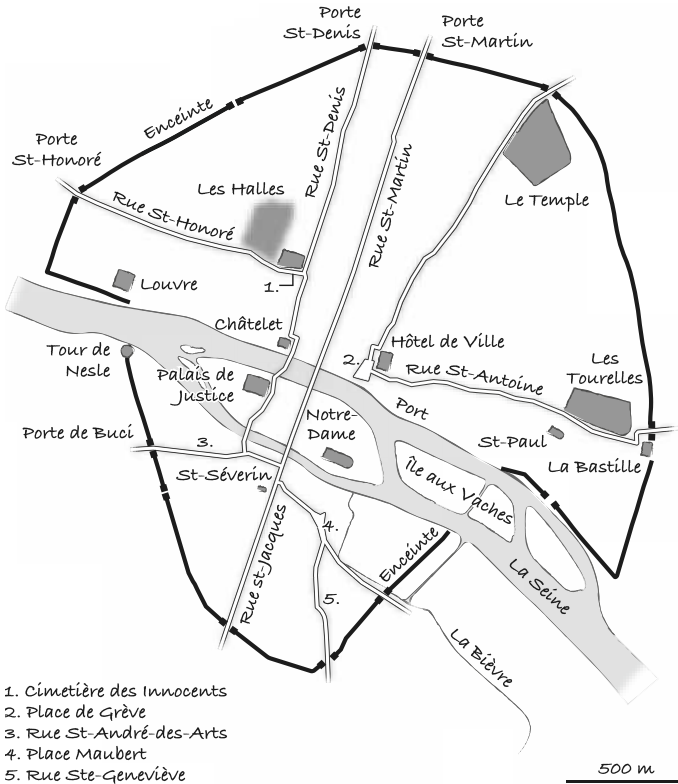 Porte
St-Denis
Porte
St-Martin
Enceinte
Porte
St-Honoré
Rue St-Denis
Rue St-Martin
Les Halles
Le Temple
Rue St-Honoré
1.
Louvre
Châtelet
Tour de
Nesle
Hôtel de Ville
2.
Rue St-Antoine
Les
Tourelles
Palais de
Justice
Port
Notre-
Dame
Porte de Buci
3.
St-Paul
La Bastille
St-Séverin
Île aux Vaches
4.
Rue st-Jacques
Enceinte
La Seine
5.
La Bièvre
1. Cimetière des Innocents
2. Place de Grève
3. Rue St-André-des-Arts
4. Place Maubert
5. Rue Ste-Geneviève
500 m